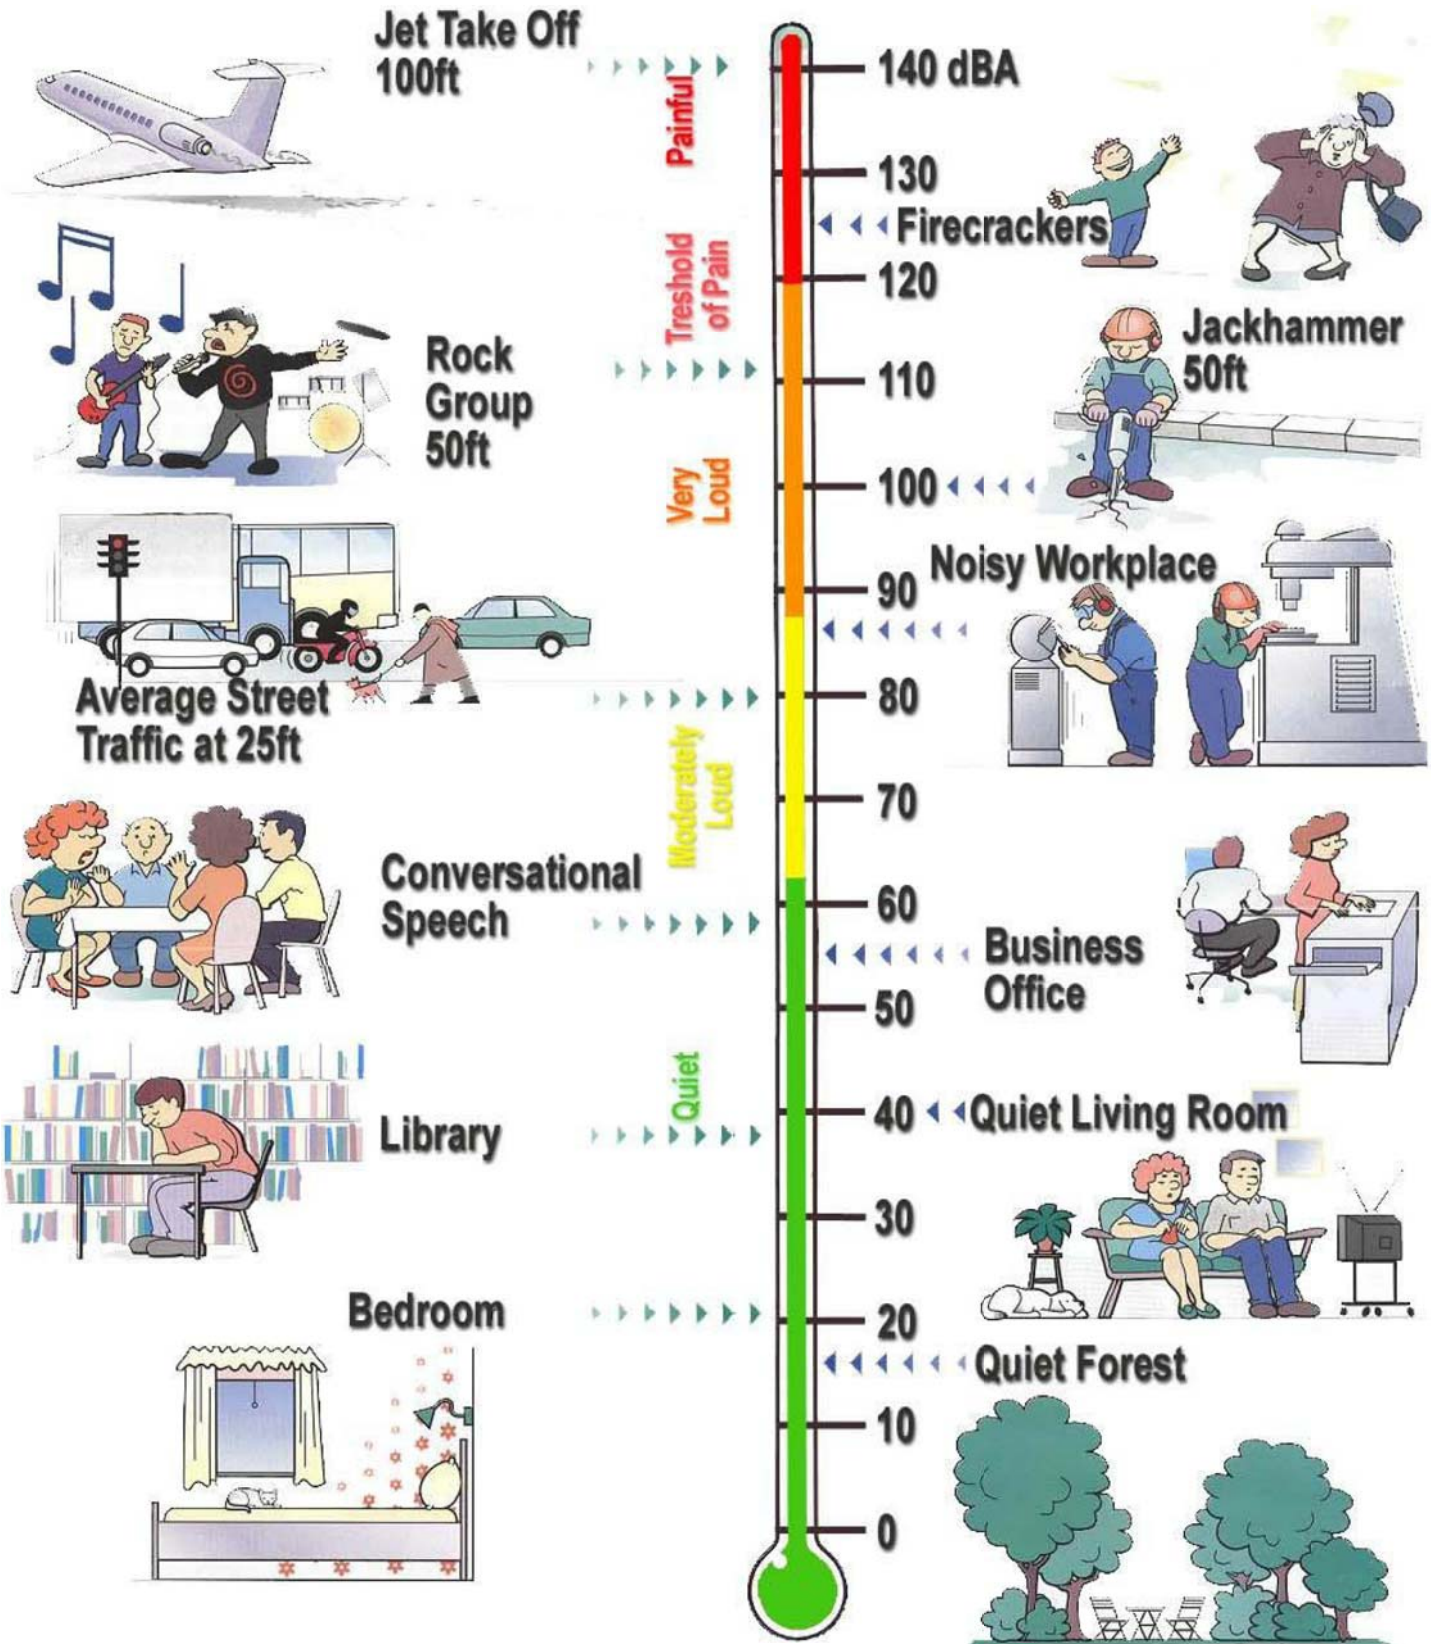 Jet Take Off
100ft
140 dBA
Painful
130
Firecrackers
Treshold
of Pain
120
Jackhammer
50ft
Rock
Group
50ft
110
Very
Loud
100
Noisy Workplace
90
Average Street
Traffic at 25ft
80
Moderately
Loud
70
Conversational
Speech
60
Business
Office
50
Quiet
40
Quiet Living Room
Library
30
Bedroom
20
Quiet Forest
10
0